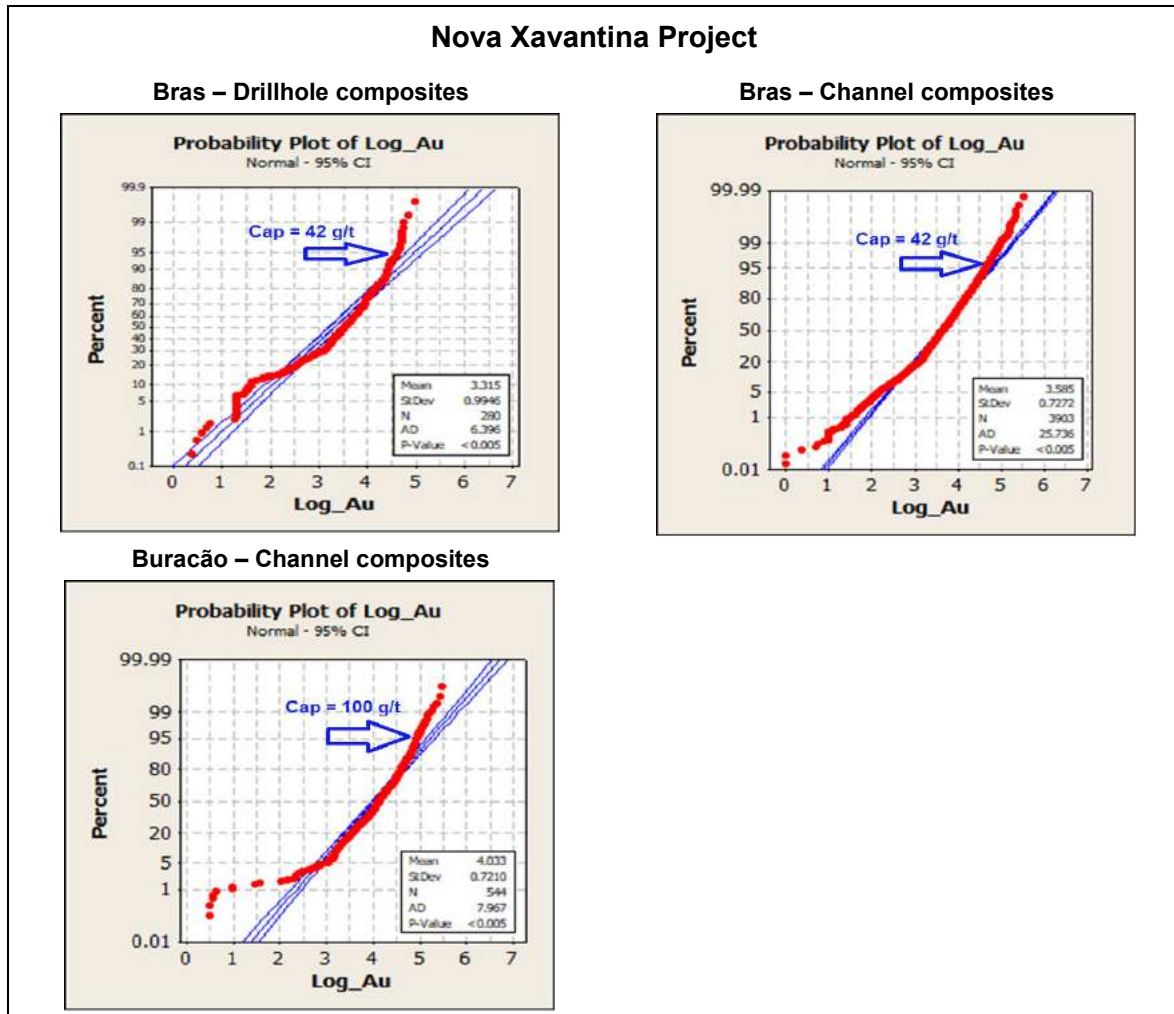 Nova Xavantina Project
Bras – Drillhole composites
Probability Plot of Log_Au
Normal - 95% CI
99.9
99
95
90
80
70
60
50
40
30
20
10
5
1
0.1
Percent
Cap = 42 g/t
Mean 3.315
StDev 0.9946
N 280
AD 6.396
P-Value <0.005
0 1 2 3 4 5 6 7
Log_Au
Bras – Channel composites
Probability Plot of Log_Au
Normal - 95% CI
99.99
99
95
80
50
20
5
1
0.01
Percent
Cap = 42 g/t
Mean 3.585
StDev 0.7272
N 3903
AD 25.736
P-Value <0.005
0 1 2 3 4 5 6 7
Log_Au
Buracão – Channel composites
Probability Plot of Log_Au
Normal - 95% CI
99.99
99
95
80
50
20
5
1
0.01
Percent
Cap = 100 g/t
Mean 4.033
StDev 0.7210
N 544
AD 7.967
P-Value <0.005
0 1 2 3 4 5 6 7
Log_Au